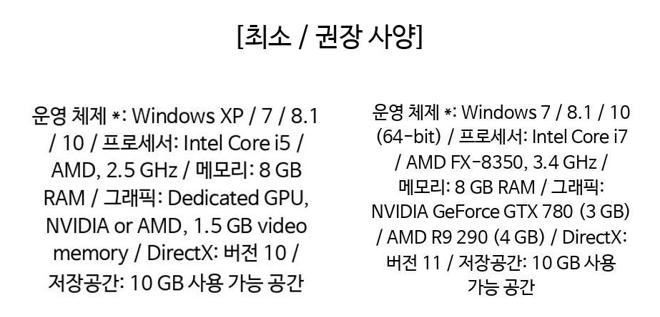 [최소 / 권장 사양]
운영 체제 *: Windows XP / 7 / 8.1
/ 10 / 프로세서: Intel Core i5 /
AMD, 2.5 GHz / 메모리: 8 GB
RAM / 그래픽: Dedicated GPU,
NVIDIA or AMD, 1.5 GB video
memory / DirectX: 버전 10 /
저장공간: 10 GB 사용 가능 공간
운영 체제 *: Windows 7 / 8.1 / 10
(64-bit) / 프로세서: Intel Core i7
/ AMD FX-8350, 3.4 GHz /
메모리: 8 GB RAM / 그래픽:
NVIDIA GeForce GTX 780 (3 GB)
/ AMD R9 290 (4 GB) / DirectX:
버전 11 / 저장공간: 10 GB 사용
가능 공간